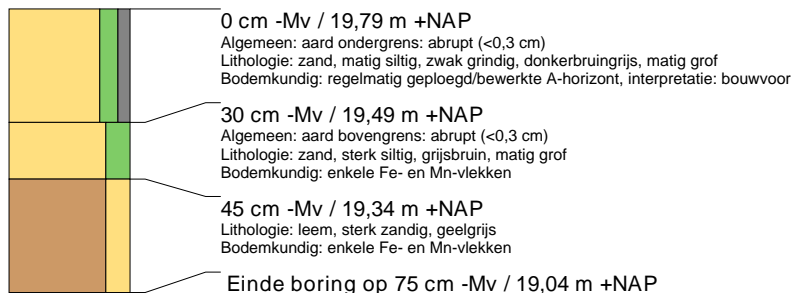 0 cm -Mv / 19,79 m +NAP
Algemeen: aard ondergrens: abrupt (<0,3 cm)
Lithologie: zand, matig siltig, zwak grindig, donkerbruingrijs, matig grof
Bodemkundig: regelmatig geploegd/bewerkte A-horizont, interpretatie: bouwvoor
30 cm -Mv / 19,49 m +NAP
Algemeen: aard bovengrens: abrupt (<0,3 cm)
Lithologie: zand, sterk siltig, grijsbruin, matig grof
Bodemkundig: enkele Fe- en Mn-vlekken
45 cm -Mv / 19,34 m +NAP
Lithologie: leem, sterk zandig, geelgrijs
Bodemkundig: enkele Fe- en Mn-vlekken
Einde boring op 75 cm -Mv / 19,04 m +NAP